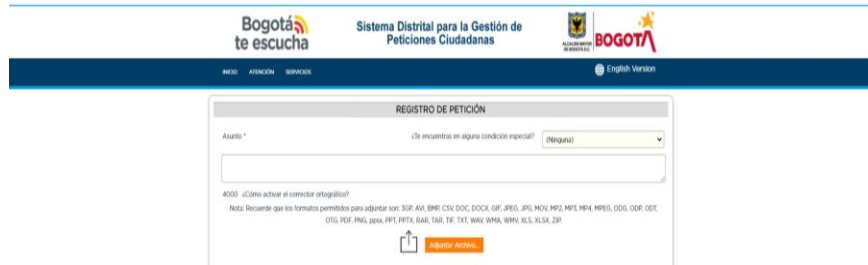 Bogotá
te escucha
Sistema Distrital para la Gestión de
Peticiones Ciudadanas
ALCALDÍA MAYOR
DE BOGOTÁ D.C.
BOGOTÁ
INICIO ATENCIÓN SERVICIOS
English Version
REGISTRO DE PETICIÓN
Asunto * ¿Te encuentras en alguna condición especial? (Ninguna)
4000 ¿Cómo activar el corrector ortográfico?
Nota: Recuerde que los formatos permitidos para adjuntar son: 3GP, AVI, BMP, CSV, DOC, DOCX, GIF, JPEG, JPG, MOV, MP2, MP3, MP4, MPEG, ODG, ODP, ODT,
OTG, PDF, PNG, ppsx, PPT, PPTX, RAR, TAR, TIF, TXT, WAV, WMA, WMV, XLS, XLSX, ZIP.
Adjuntar Archivo..